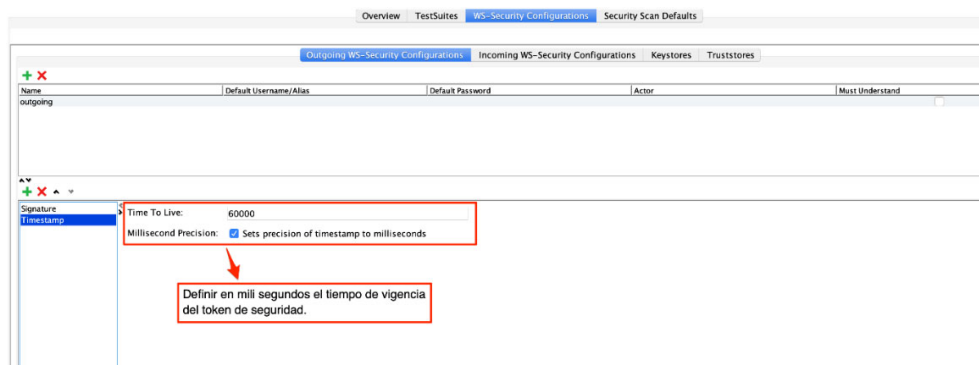 Overview TestSuites WS-Security Configurations Security Scan Defaults
Outgoing WS-Security Configurations Incoming WS-Security Configurations Keystores Truststores
Name Default Username/Alias Default Password Actor Must Understand
outgoing
Signature
Timestamp
Time To Live: 60000
Millisecond Precision: Sets precision of timestamp to milliseconds
Definir en mili segundos el tiempo de vigencia
del token de seguridad.